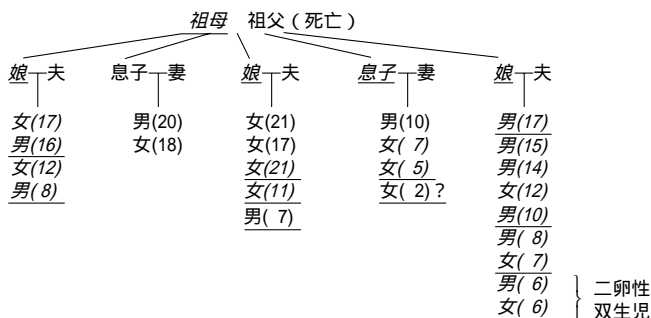 祖母 祖父（死亡）
娘 夫 息子 妻 娘 夫 息子 妻 娘 夫
女(17) 男(20) 女(21) 男(10) 男(17)
男(16) 女(18) 女(17) 女( 7) 男(15)
女(12) 女(21) 女( 5) 男(14)
男( 8) 女(11) 女( 2)? 女(12)
男( 7) 男(10)
男( 8)
女( 7)
男( 6) 二卵性
女( 6) 双生児